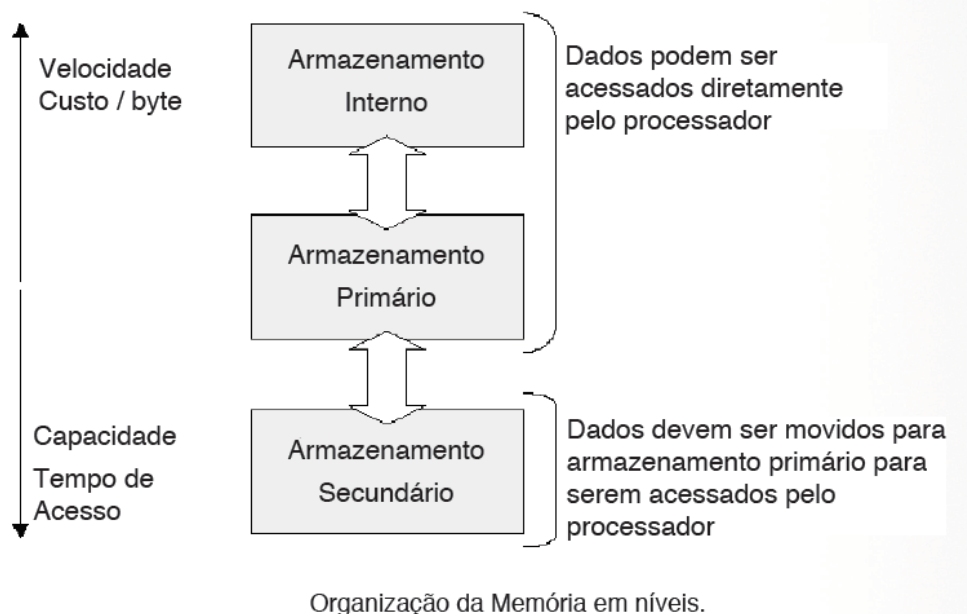 Velocidade
Custo / byte
Armazenamento
Interno
Dados podem ser
acessados diretamente
pelo processador
Armazenamento
Primário
Capacidade
Tempo de
Acesso
Armazenamento
Secundário
Dados devem ser movidos para
armazenamento primário para
serem acessados pelo
processador
Organização da Memória em níveis.